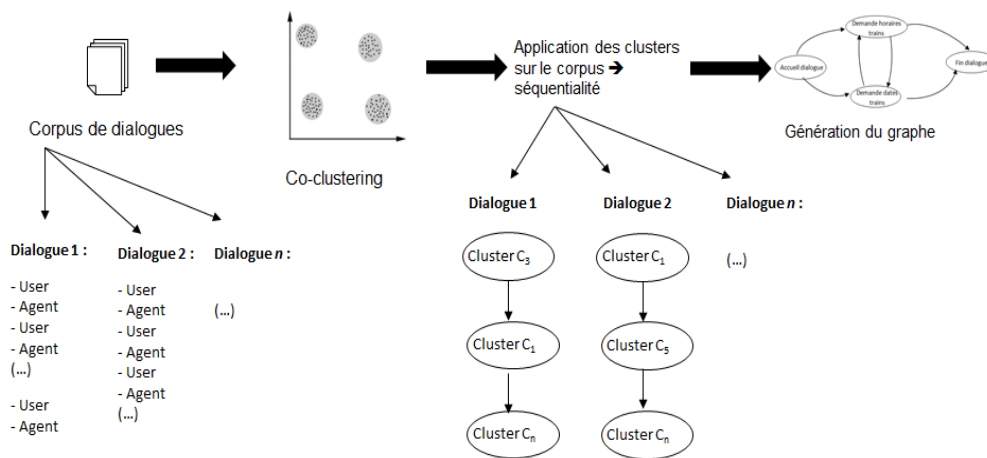 Corpus de dialogues
Co-clustering
Application des clusters
sur le corpus ➔
séquentialité
Demande horaires
trains
Accueil dialogue
Fin dialogue
Demande dates
trains
Génération du graphe
Dialogue 1 :
- User
- Agent
- User
- Agent
(...)
- User
- Agent
Dialogue 2 :
- User
- Agent
- User
- Agent
- User
- Agent
(...)
Dialogue n :
(...)
Dialogue 1
Cluster C3
Cluster C1
Cluster Cn
Dialogue 2
Cluster C1
Cluster C5
Cluster Cn
Dialogue n :
(...)